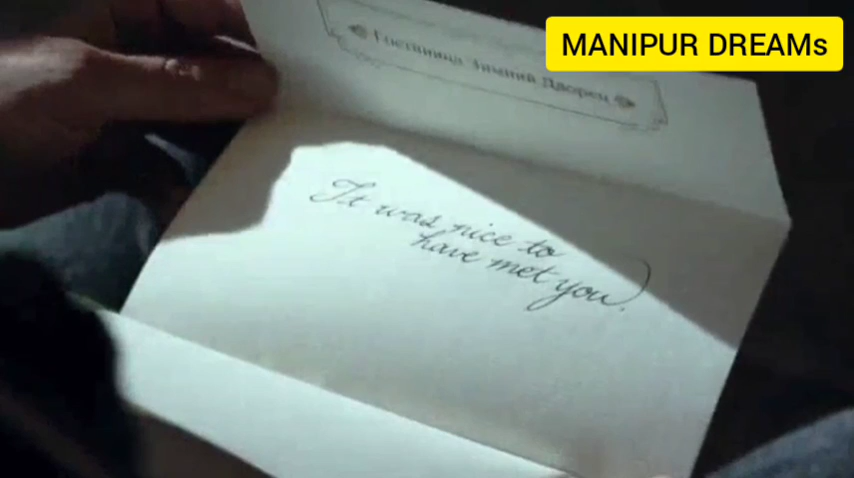 MANIPUR DREAMs
Гостиница Зимний Дворец
It was nice to
have met you.